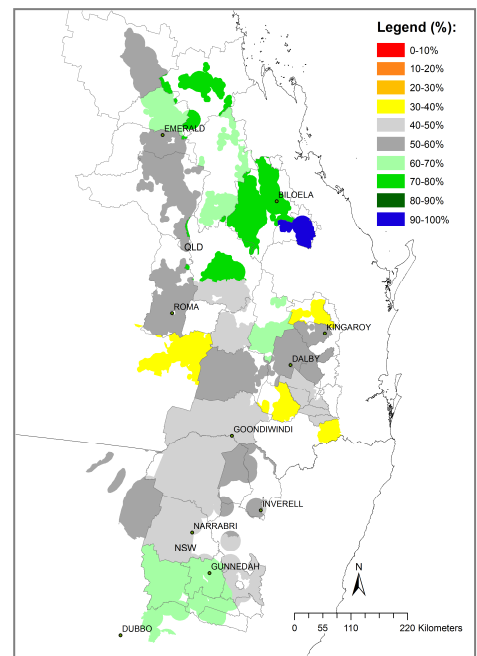 Legend (%):
0-10%
10-20%
20-30%
30-40%
40-50%
50-60%
60-70%
70-80%
80-90%
90-100%
EMERALD
BILOELA
QLD
ROMA
KINGAROY
DALBY
GOONDIWINDI
INVERELL
NARRABRI
NSW
GUNNEDAH
N
DUBBO
0 55 110 220 Kilometers